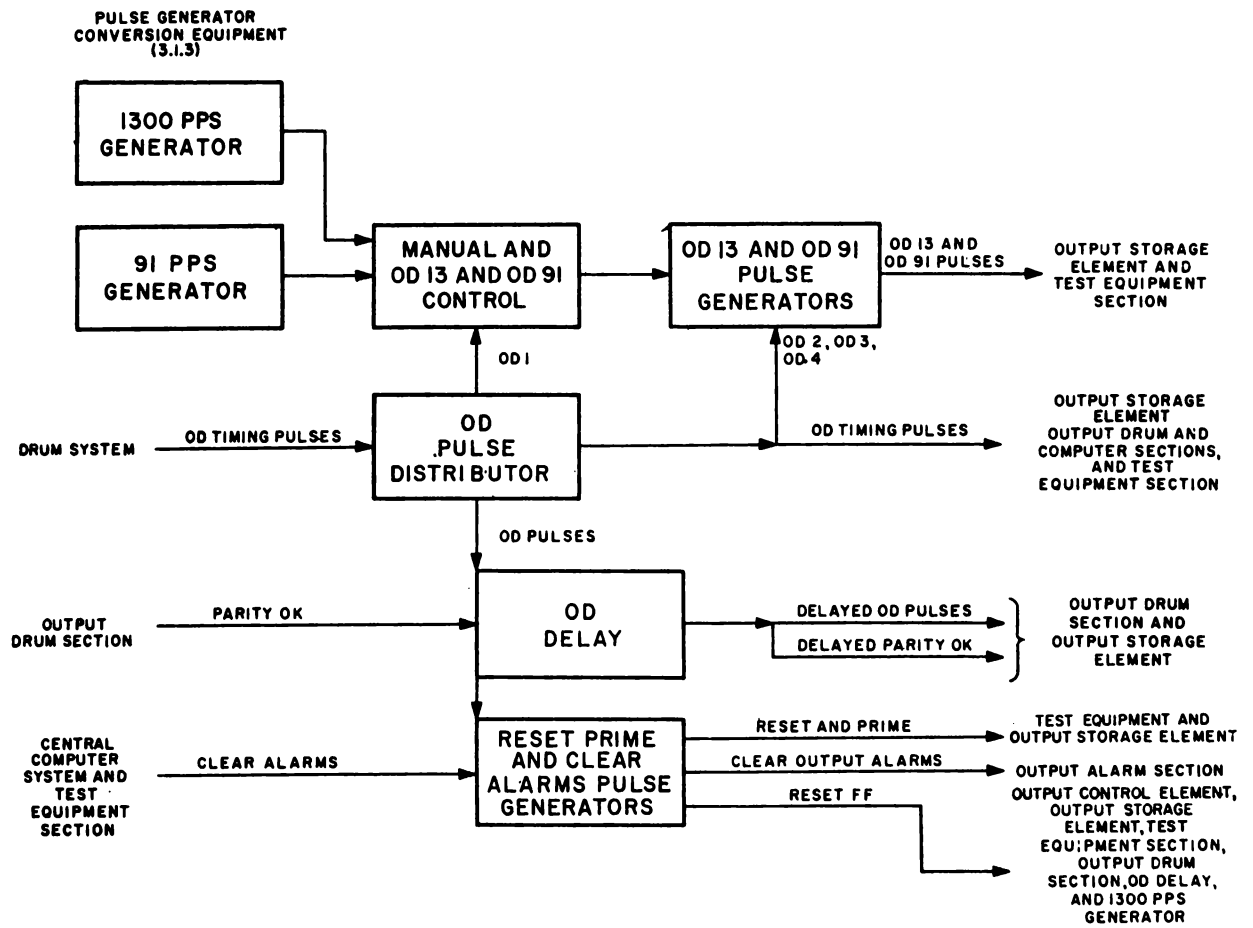 PULSE GENERATOR
CONVERSION EQUIPMENT
(3.1.3)
1300 PPS
GENERATOR
91 PPS
GENERATOR
MANUAL AND
OD 13 AND OD 91
CONTROL
OD 13 AND OD 91
PULSE
GENERATORS
OD 13 AND
OD 91 PULSES
OUTPUT STORAGE
ELEMENT AND
TEST EQUIPMENT
SECTION
OD 1
OD 2, OD 3,
OD 4
DRUM SYSTEM
OD TIMING PULSES
OD
PULSE
DISTRIBUTOR
OD TIMING PULSES
OUTPUT STORAGE
ELEMENT
OUTPUT DRUM AND
COMPUTER SECTIONS,
AND TEST
EQUIPMENT SECTION
OD PULSES
OUTPUT
DRUM SECTION
PARITY OK
OD
DELAY
DELAYED OD PULSES
DELAYED PARITY OK
OUTPUT DRUM
SECTION AND
OUTPUT STORAGE
ELEMENT
CENTRAL
COMPUTER
SYSTEM AND
TEST
EQUIPMENT
SECTION
CLEAR ALARMS
RESET PRIME
AND CLEAR
ALARMS PULSE
GENERATORS
RESET AND PRIME
TEST EQUIPMENT AND
OUTPUT STORAGE ELEMENT
CLEAR OUTPUT ALARMS
OUTPUT ALARM SECTION
RESET FF
OUTPUT CONTROL ELEMENT,
OUTPUT STORAGE
ELEMENT, TEST
EQUIPMENT SECTION,
OUTPUT DRUM
SECTION, OD DELAY,
AND 1300 PPS
GENERATOR